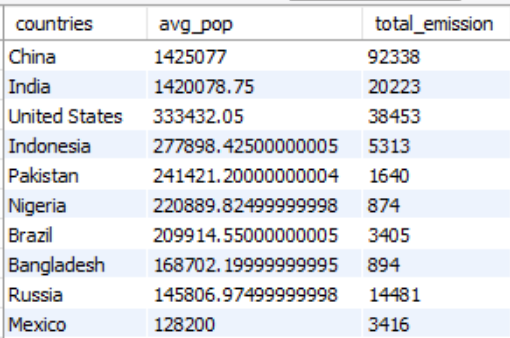 countries avg_pop total_emission
China 1425077 92338
India 1420078.75 20223
United States 333432.05 38453
Indonesia 277898.42500000005 5313
Pakistan 241421.20000000004 1640
Nigeria 220889.82499999998 874
Brazil 209914.55000000005 3405
Bangladesh 168702.19999999995 894
Russia 145806.97499999998 14481
Mexico 128200 3416